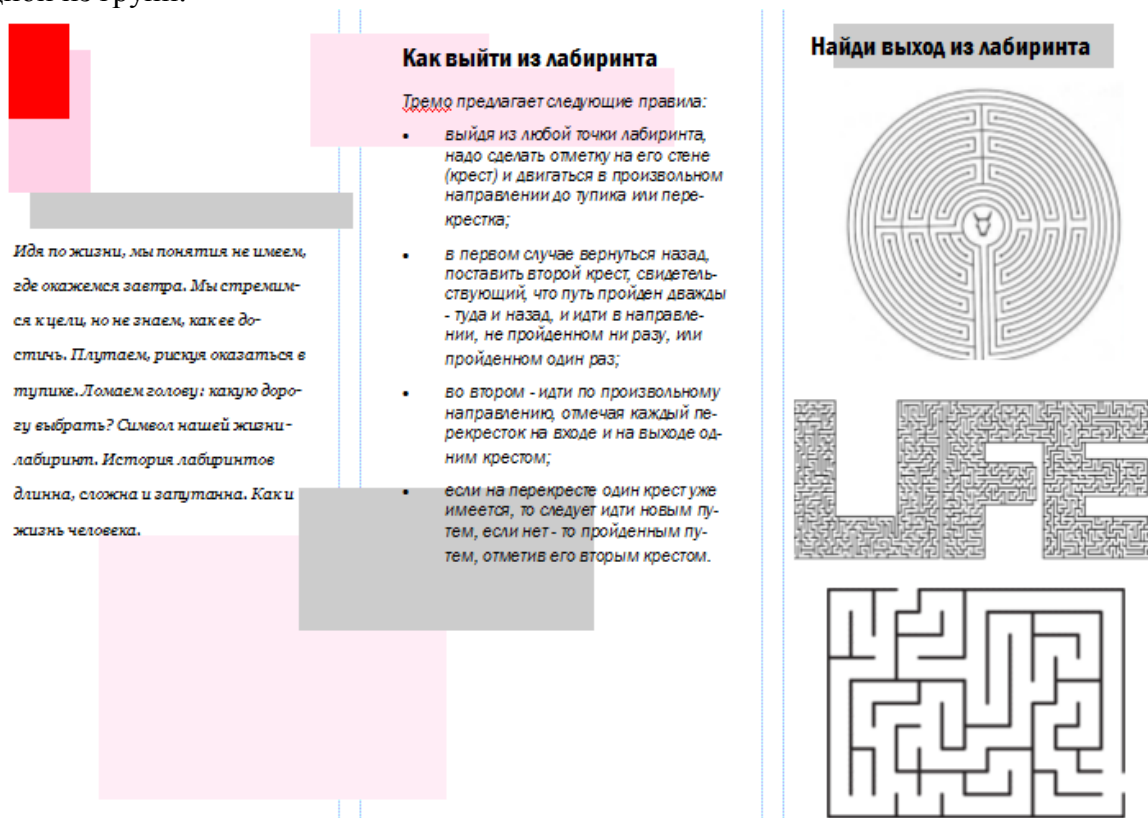 Идя по жизни, мы понятия не имеем,
где окажемся завтра. Мы стремим-
ся к цели, но не знаем, как ее до-
стичь. Плутаем, рискуя оказаться в
тупике. Ломаем голову: какую доро-
гу выбрать? Символ нашей жизни -
лабиринт. История лабиринтов
длинна, сложна и запутанна. Как и
жизнь человека.
Как выйти из лабиринта
Тремо предлагает следующие правила:
• выйдя из любой точки лабиринта,
надо сделать отметку на его стене
(крест) и двигаться в произвольном
направлении до тупика или пере-
крестка;
• в первом случае вернуться назад,
поставить второй крест, свидетель-
ствующий, что путь пройден дважды
- туда и назад, и идти в направле-
нии, не пройденном ни разу, или
пройденном один раз;
• во втором - идти по произвольному
направлению, отмечая каждый пе-
рекресток на входе и на выходе од-
ним крестом;
• если на перекресте один крест уже
имеется, то следует идти новым пу-
тем, если нет - то пройденным пу-
тем, отметив его вторым крестом.
Найди выход из лабиринта
LIFE